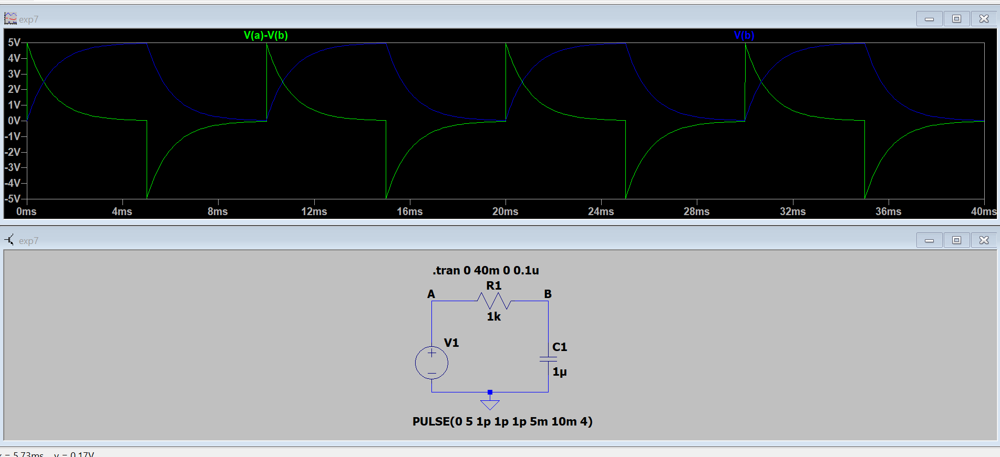 exp7
V(a)-V(b) V(b)
5V
4V
3V
2V
1V
0V
-1V
-2V
-3V
-4V
-5V
0ms 4ms 8ms 12ms 16ms 20ms 24ms 28ms 32ms 36ms 40ms
exp7
.tran 0 40m 0 0.1u
R1
A B
1k
V1
C1
1µ
PULSE(0 5 1p 1p 1p 5m 10m 4)
x = 5.73ms y = 0.17V